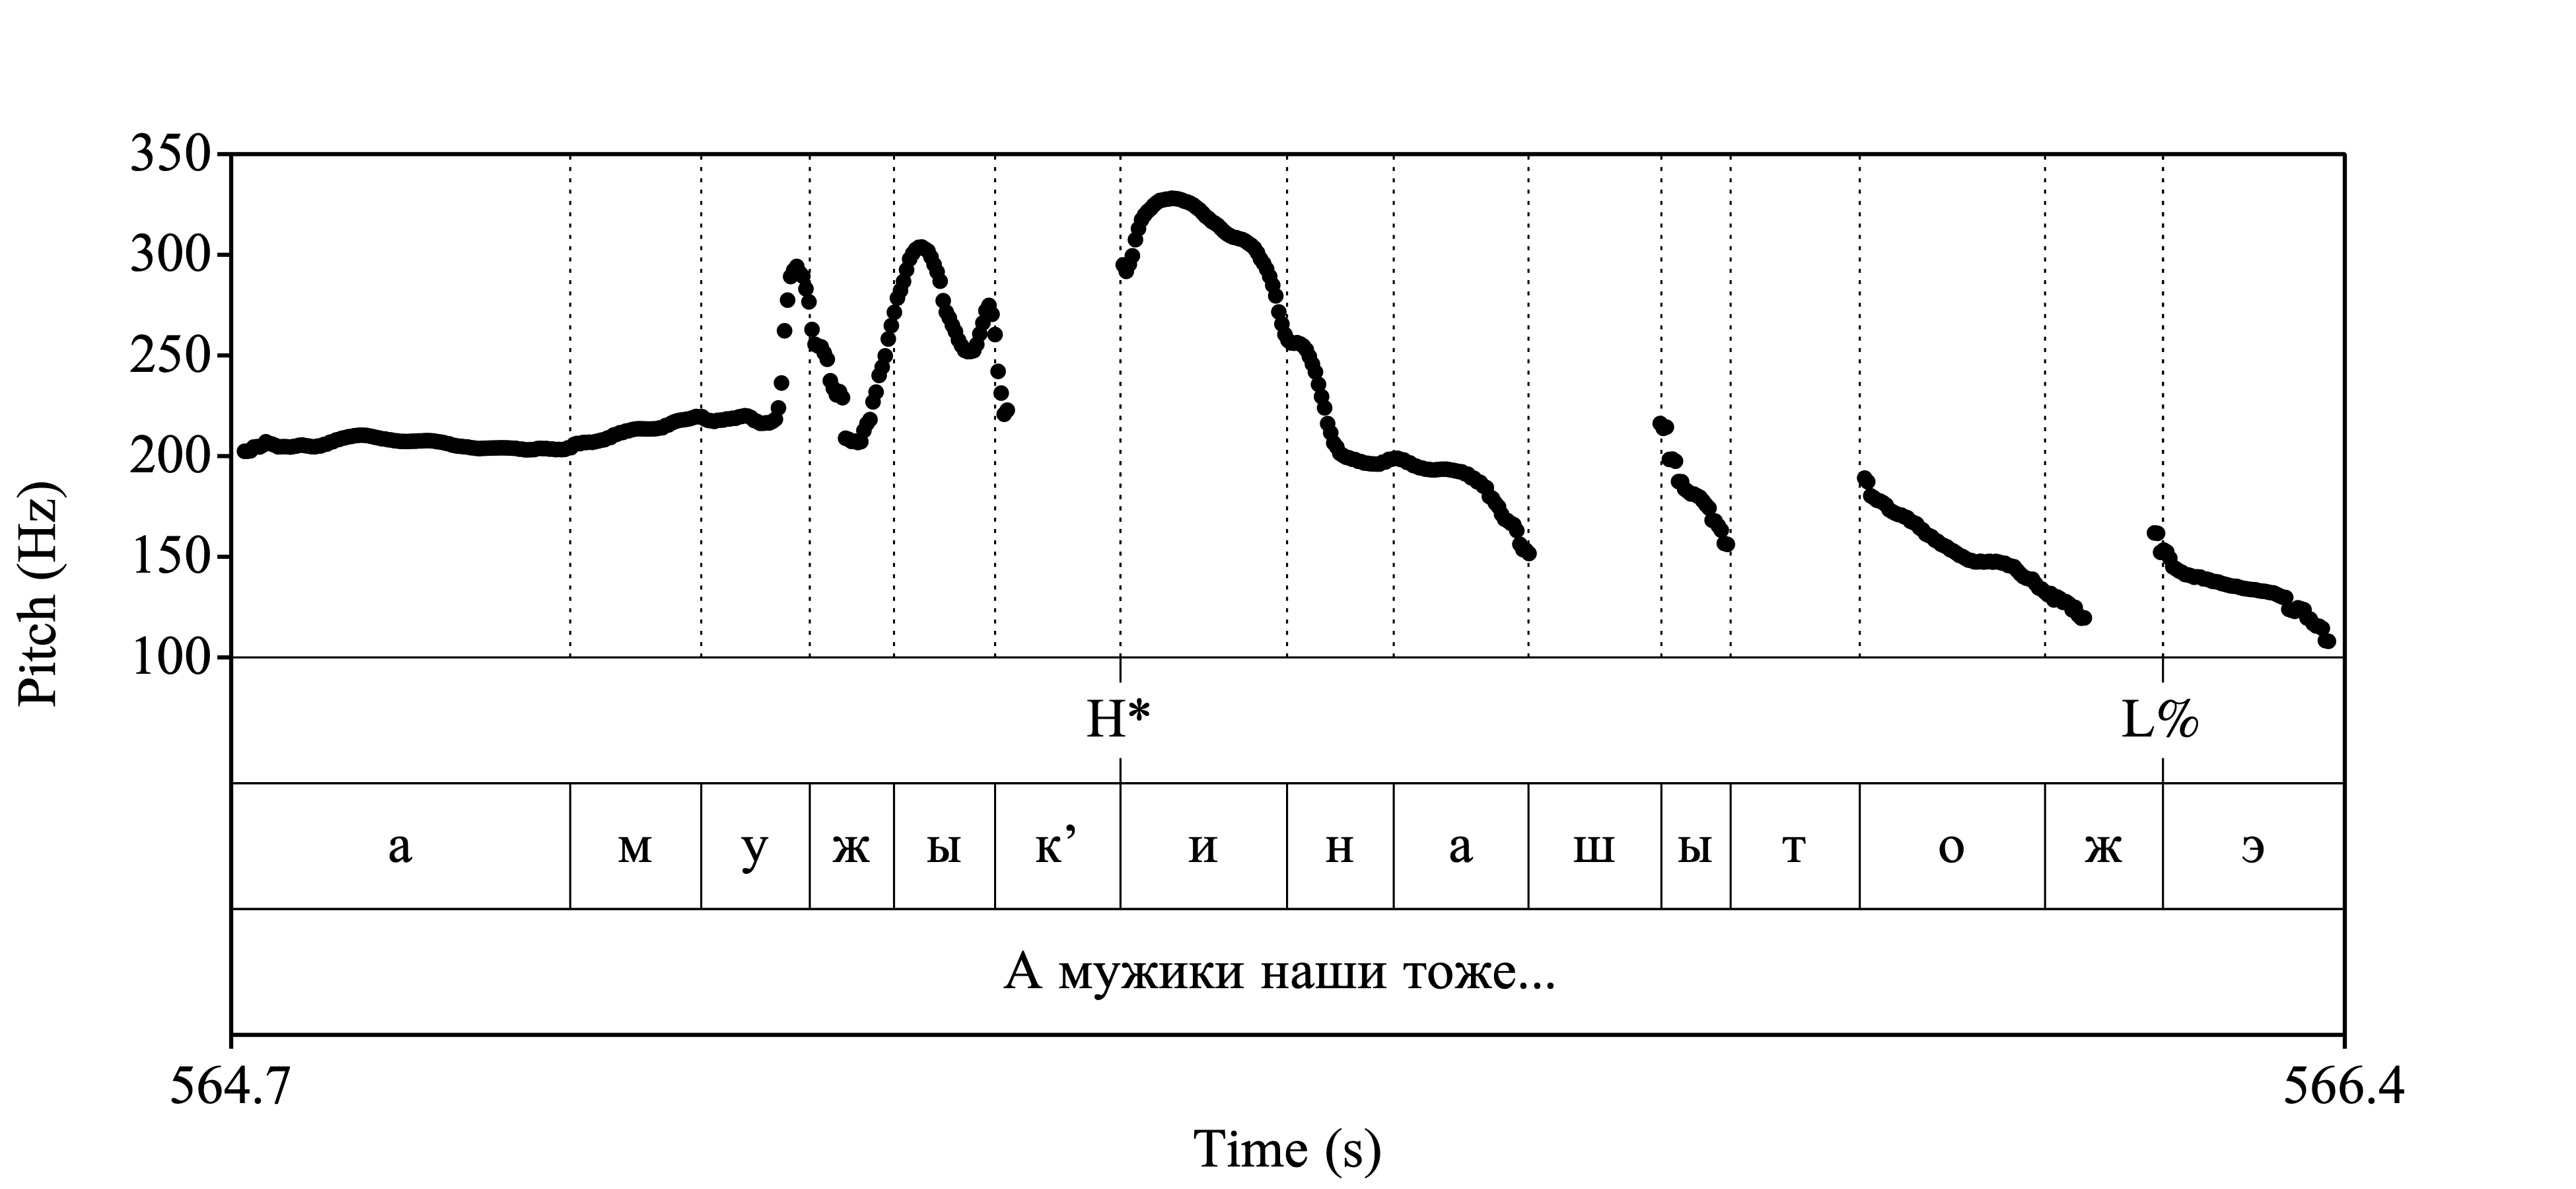 350
300
250
200
150
100
Pitch (Hz)
H* L%
а м у ж ы к’ и н а ш ы т о ж э
А мужики наши тоже...
564.7 566.4
Time (s)